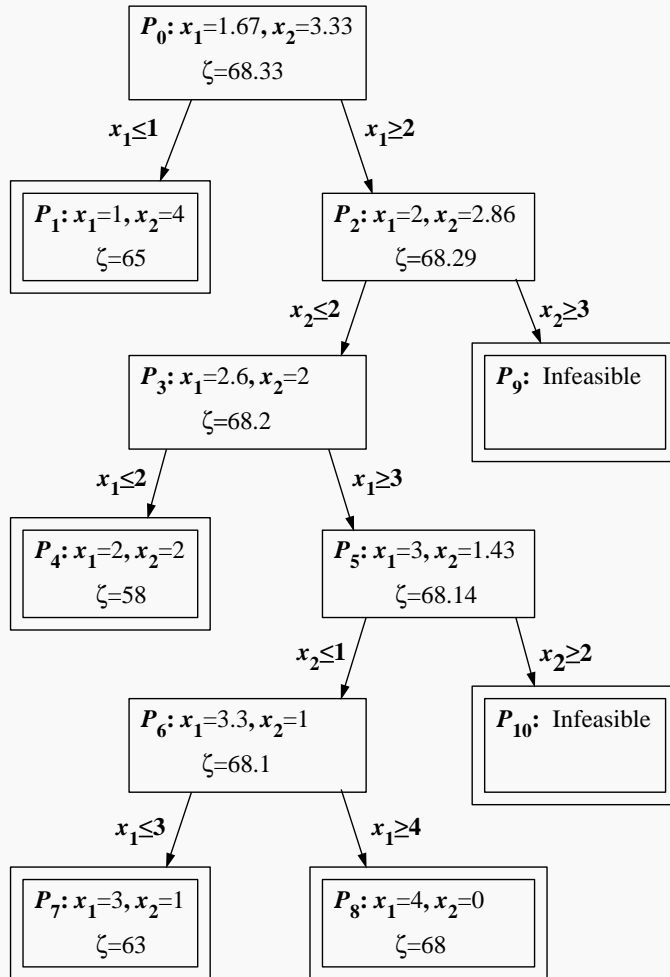 P0: x1=1.67, x2=3.33
ζ=68.33
x1≤1
x1≥2
P1: x1=1, x2=4
ζ=65
P2: x1=2, x2=2.86
ζ=68.29
x2≤2
x2≥3
P3: x1=2.6, x2=2
ζ=68.2
P9: Infeasible
x1≤2
x1≥3
P4: x1=2, x2=2
ζ=58
P5: x1=3, x2=1.43
ζ=68.14
x2≤1
x2≥2
P6: x1=3.3, x2=1
ζ=68.1
P10: Infeasible
x1≤3
x1≥4
P7: x1=3, x2=1
ζ=63
P8: x1=4, x2=0
ζ=68